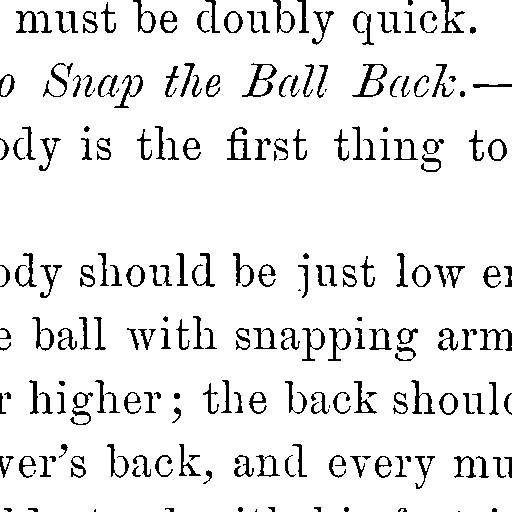 must be doubly quick.
o Snap the Ball Back.—
ody is the first thing to
ody should be just low en
e ball with snapping arm
r higher; the back should
ver's back, and every mu